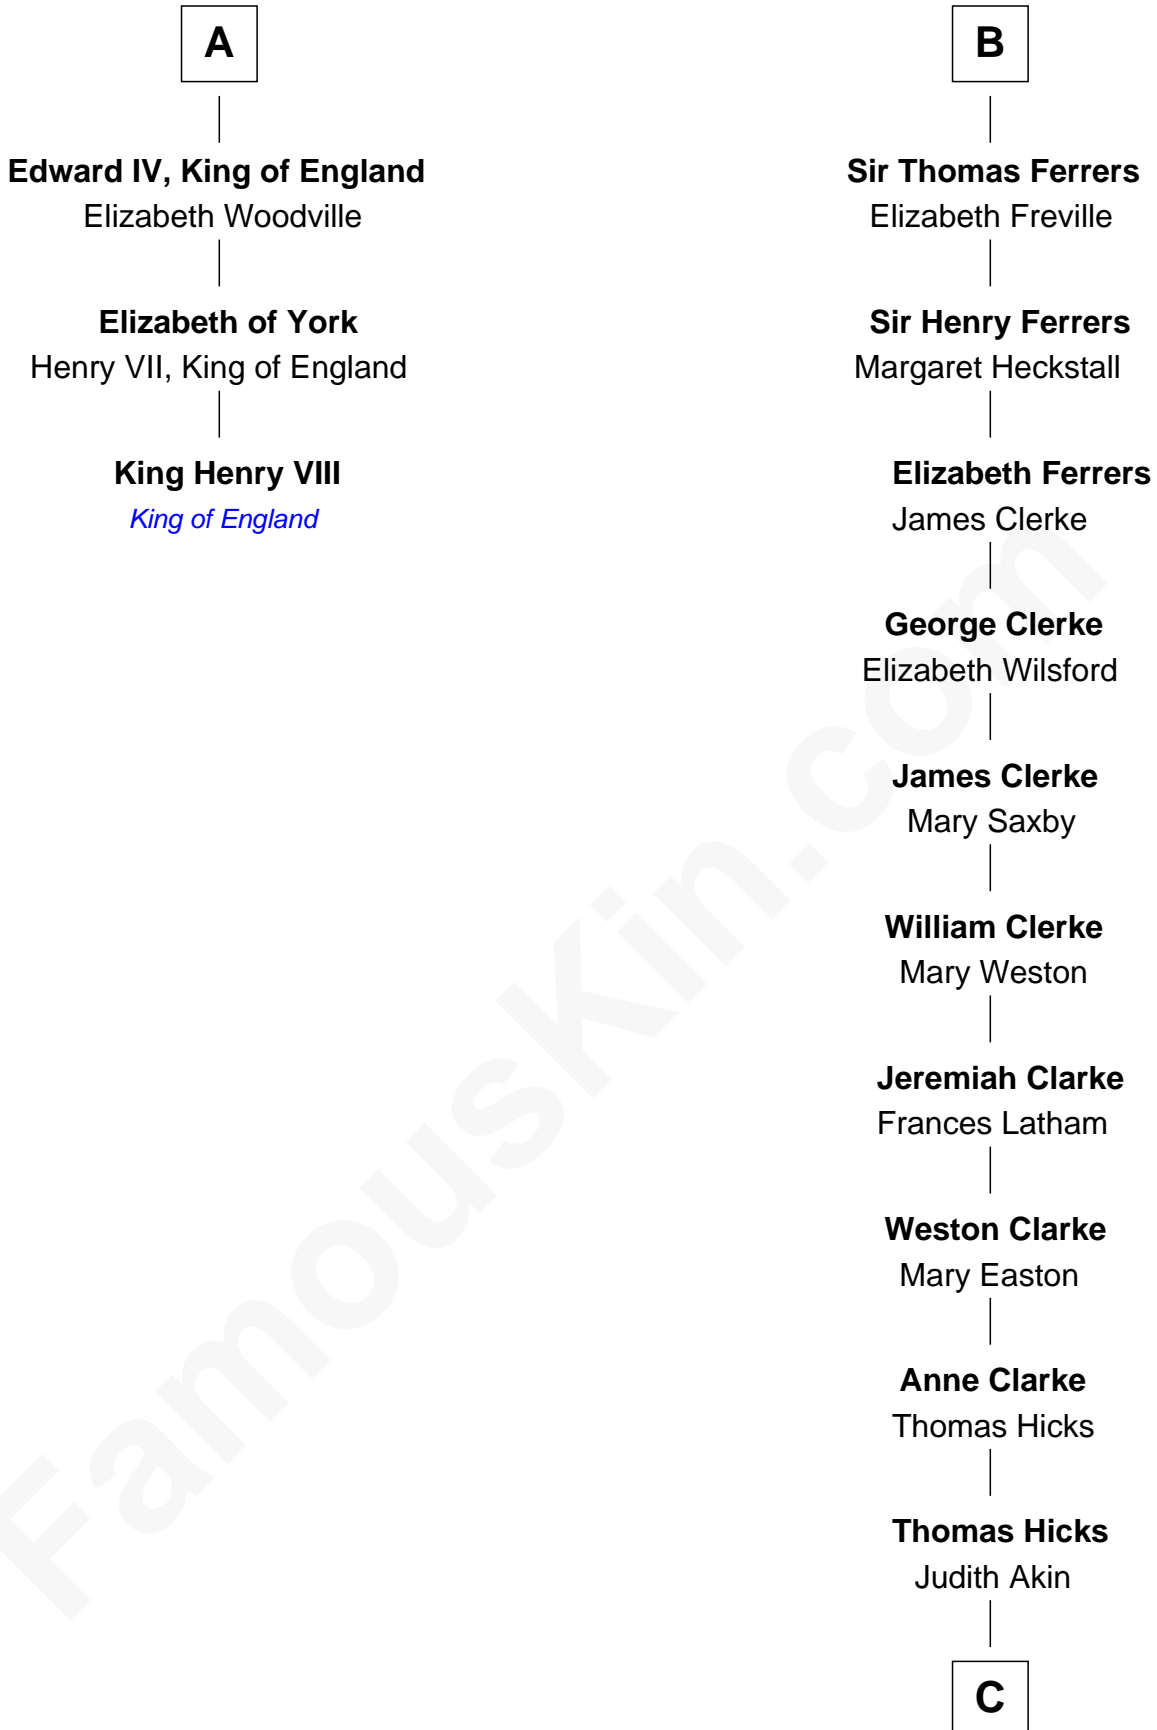 A
Edward IV, King of England
Elizabeth Woodville
Elizabeth of York
Henry VII, King of England
King Henry VIII
King of England
B
Sir Thomas Ferrers
Elizabeth Freville
Sir Henry Ferrers
Margaret Heckstall
Elizabeth Ferrers
James Clerke
George Clerke
Elizabeth Wilsford
James Clerke
Mary Saxby
William Clerke
Mary Weston
Jeremiah Clarke
Frances Latham
Weston Clarke
Mary Easton
Anne Clarke
Thomas Hicks
Thomas Hicks
Judith Akin
C
FamousKin.com